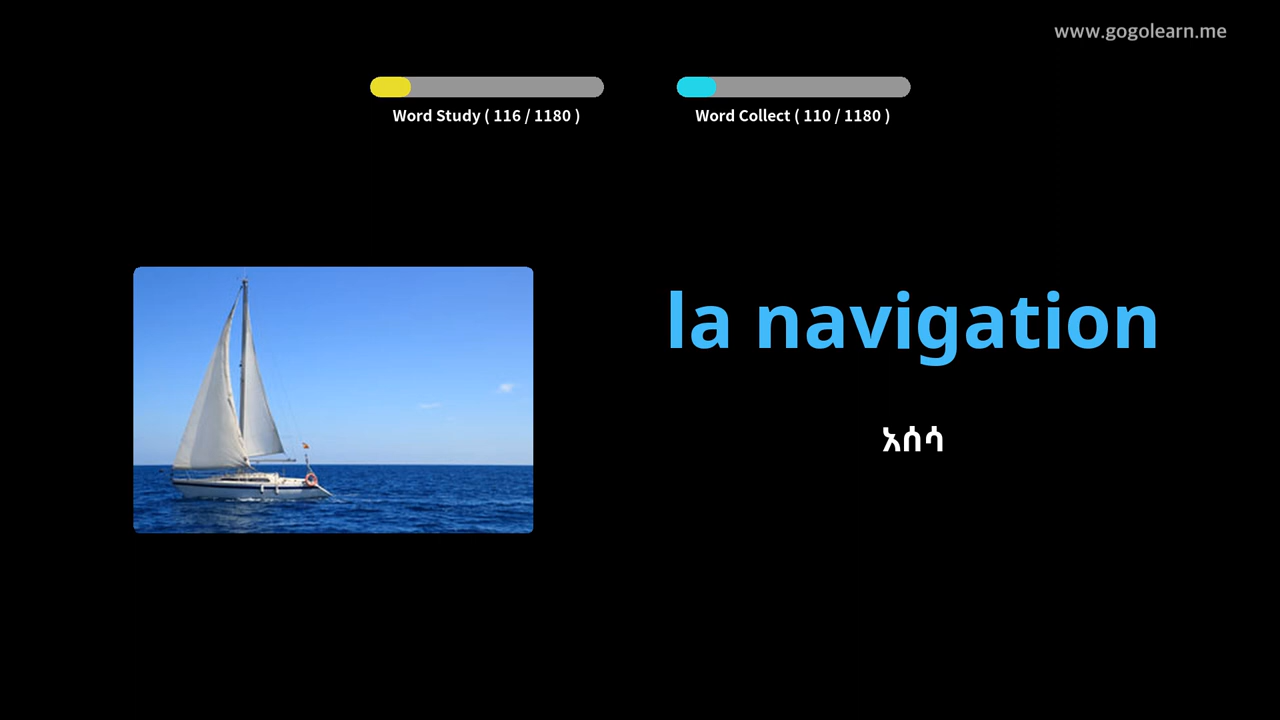 www.gogolearn.me
Word Study ( 116 / 1180 )
Word Collect ( 110 / 1180 )
la navigation
አሰሳ